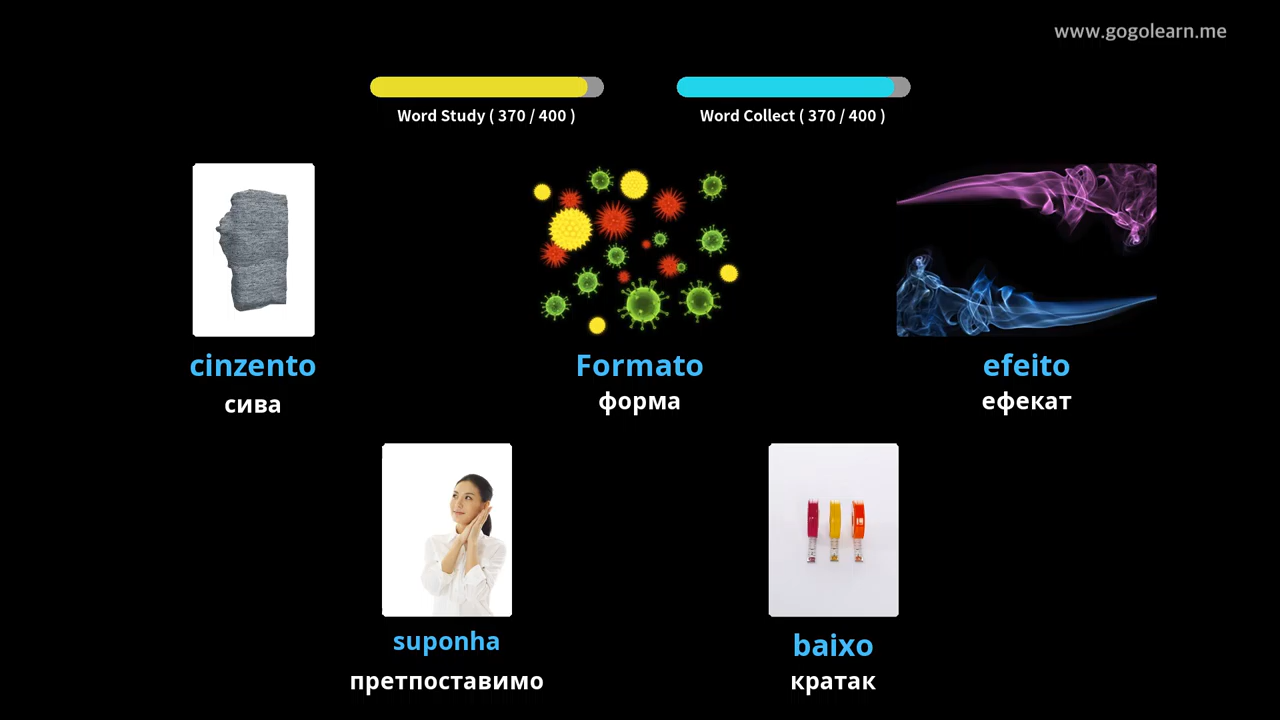 www.gogolearn.me
Word Study ( 370 / 400 )
Word Collect ( 370 / 400 )
cinzento
сива
Formato
форма
efeito
ефекат
suponha
претпоставимо
baixo
кратак